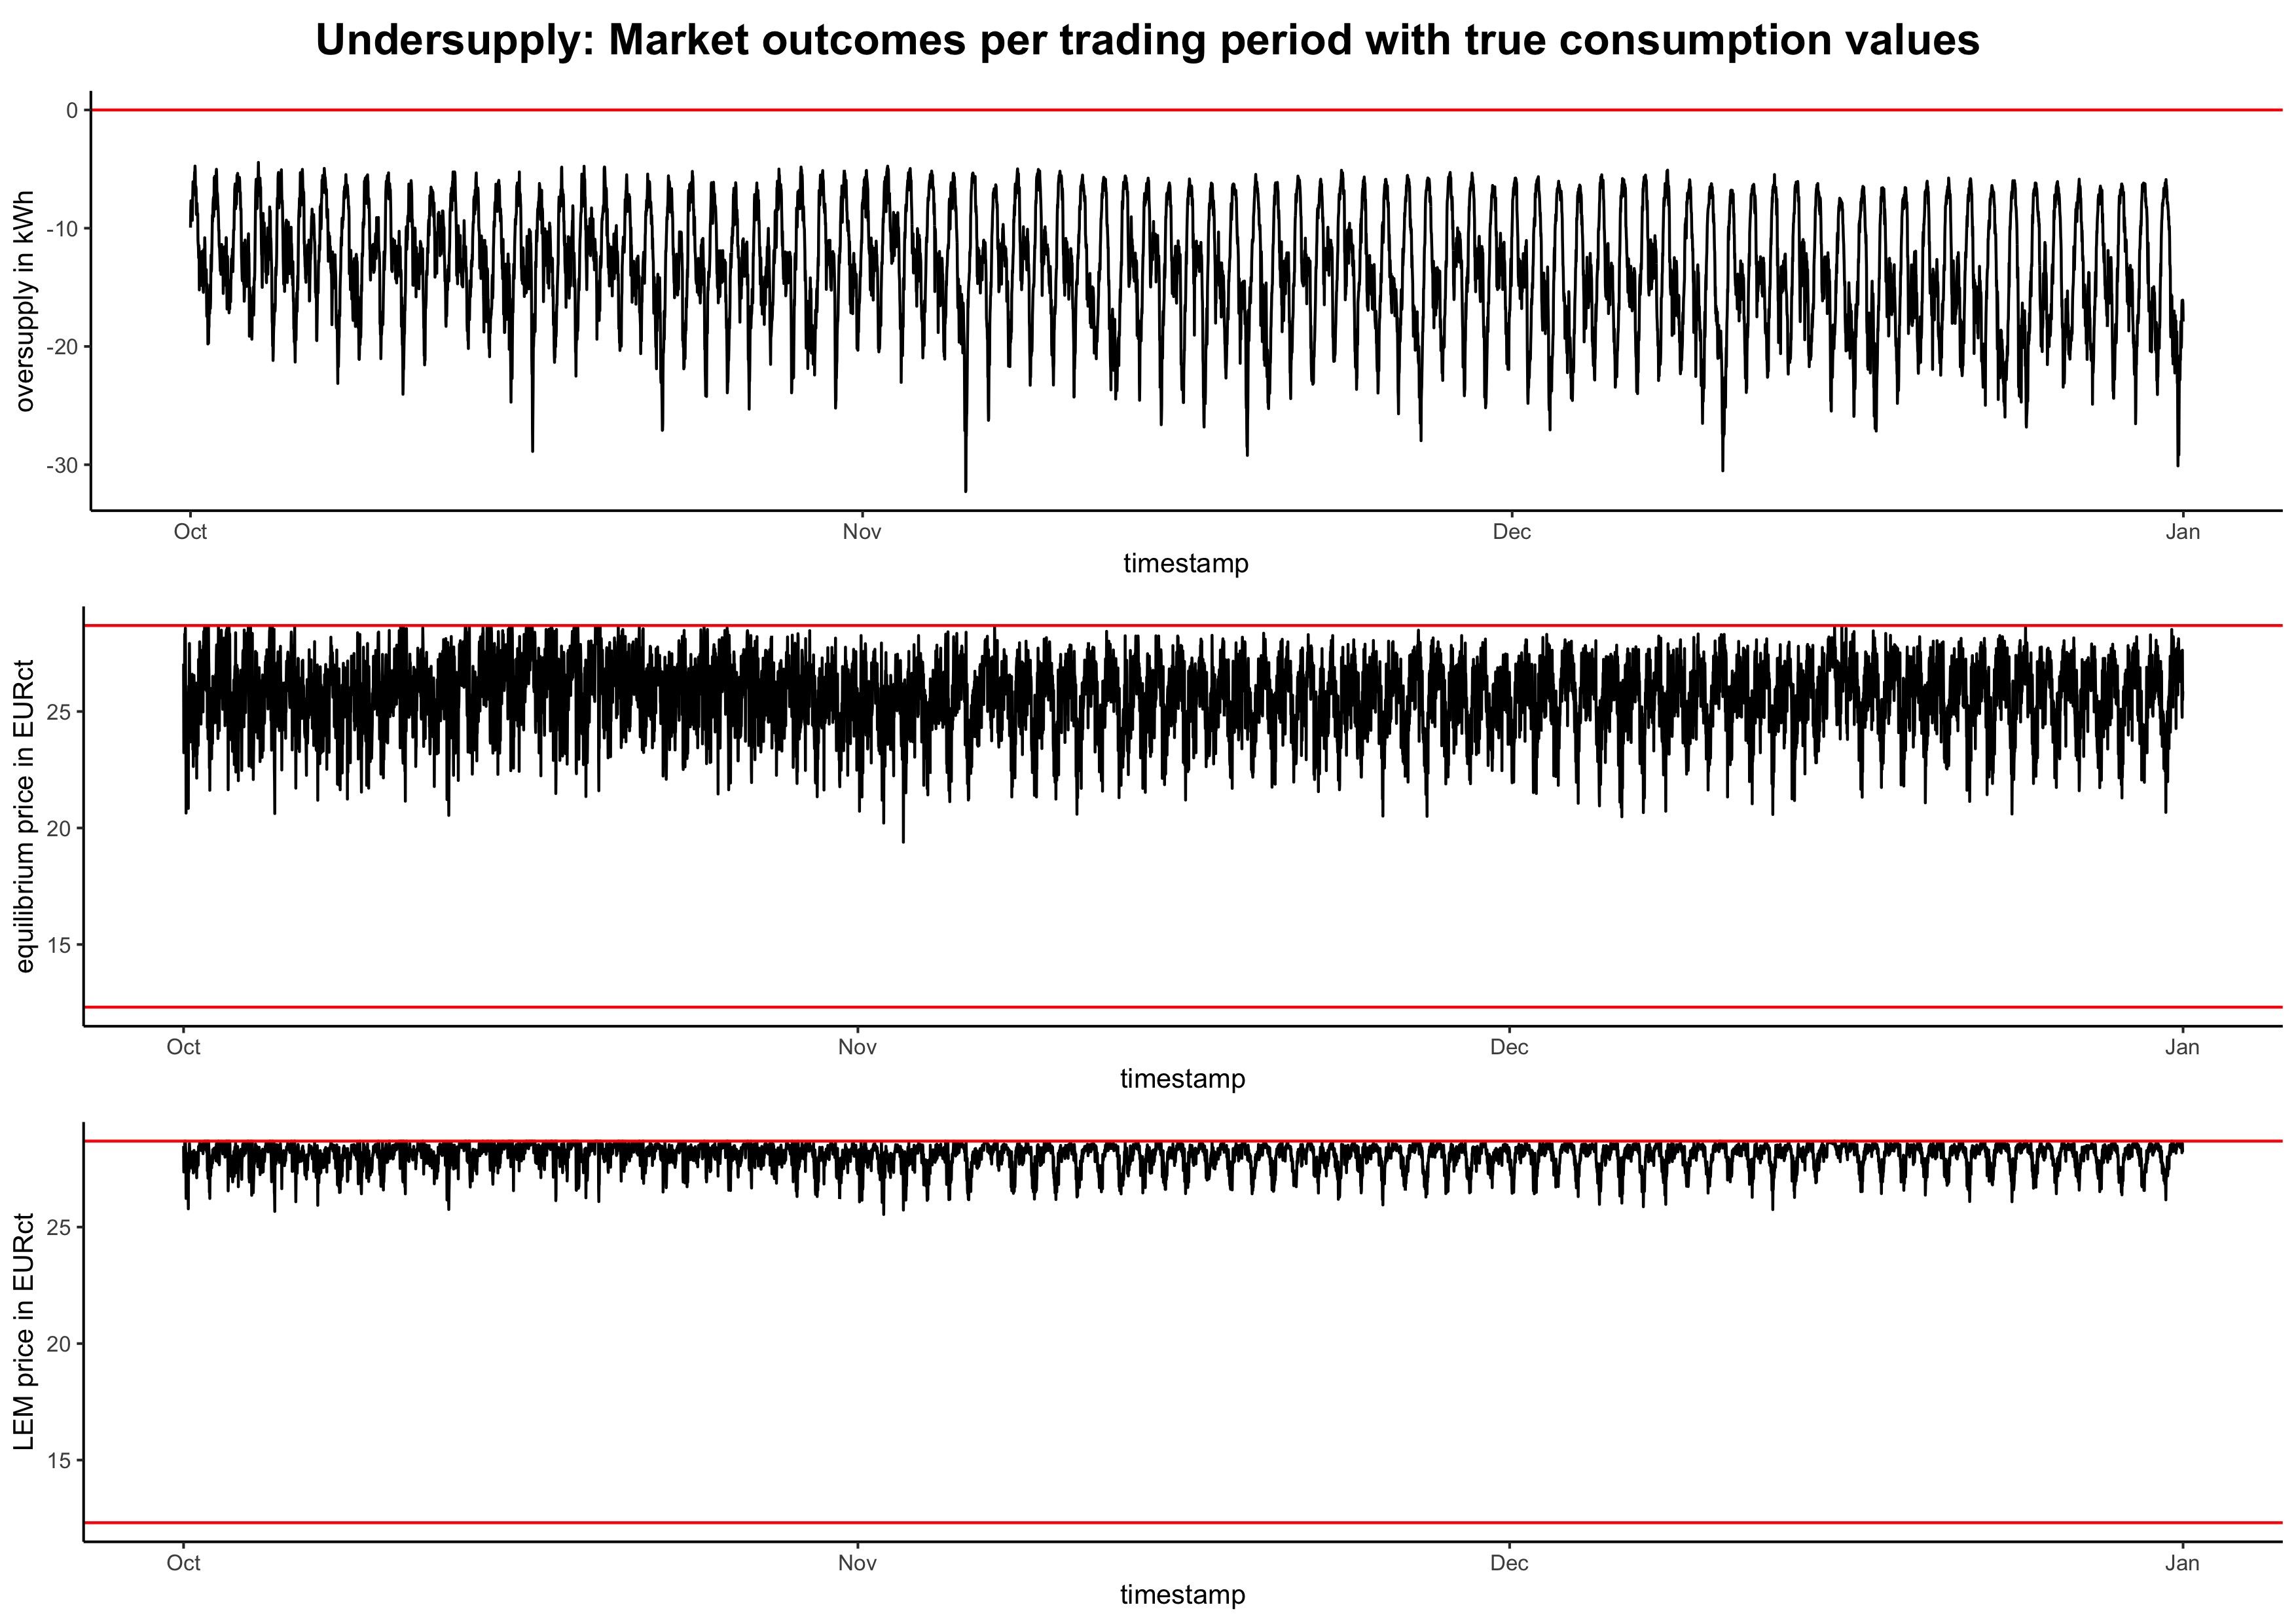 Undersupply: Market outcomes per trading period with true consumption values
oversupply in kWh
0
-10
-20
-30
Oct Nov Dec Jan
timestamp
equilibrium price in EURct
25
20
15
Oct Nov Dec Jan
timestamp
LEM price in EURct
25
20
15
Oct Nov Dec Jan
timestamp